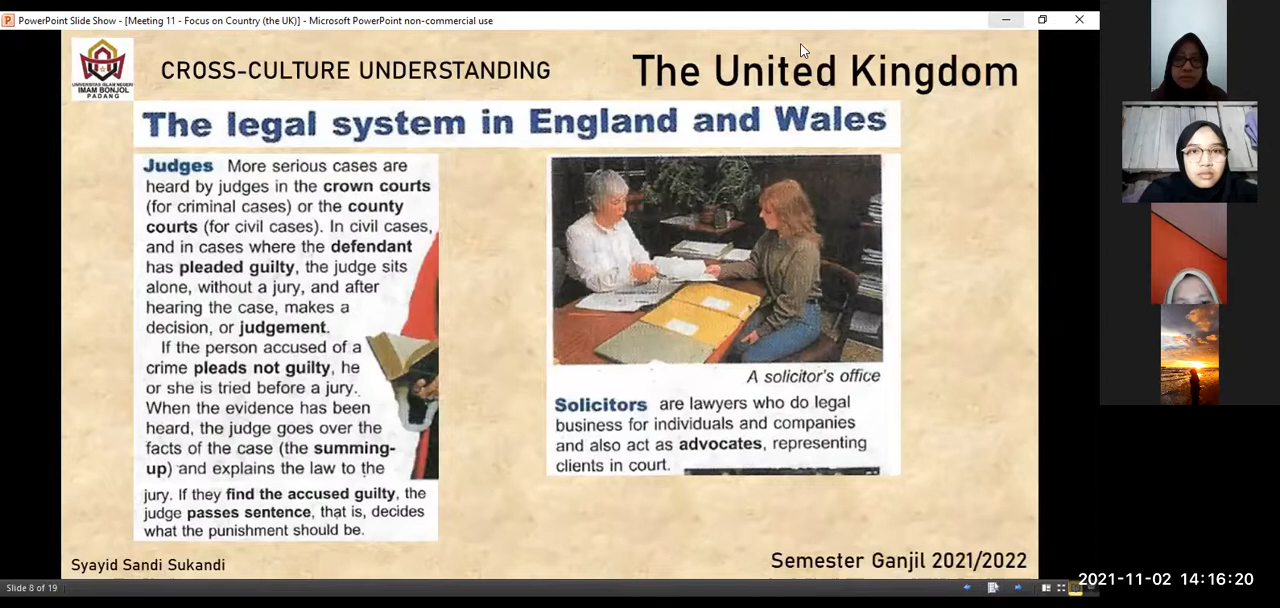 PowerPoint Slide Show - [Meeting 11 - Focus on Country (the UK)] - Microsoft PowerPoint non-commercial use
UNIVERSITAS ISLAM NEGERI
IMAM BONJOL
PADANG
CROSS-CULTURE UNDERSTANDING
The United Kingdom
The legal system in England and Wales
Judges More serious cases are
heard by judges in the crown courts
(for criminal cases) or the county
courts (for civil cases). In civil cases,
and in cases where the defendant
has pleaded guilty, the judge sits
alone, without a jury, and after
hearing the case, makes a
decision, or judgement.
If the person accused of a
crime pleads not guilty, he
or she is tried before a jury.
When the evidence has been
heard, the judge goes over the
facts of the case (the summing-
up) and explains the law to the
jury. If they find the accused guilty, the
judge passes sentence, that is, decides
what the punishment should be.
A solicitor's office
Solicitors are lawyers who do legal
business for individuals and companies
and also act as advocates, representing
clients in court.
Syayid Sandi Sukandi
Semester Ganjil 2021/2022
Slide 8 of 19
2021-11-02 14:16:20